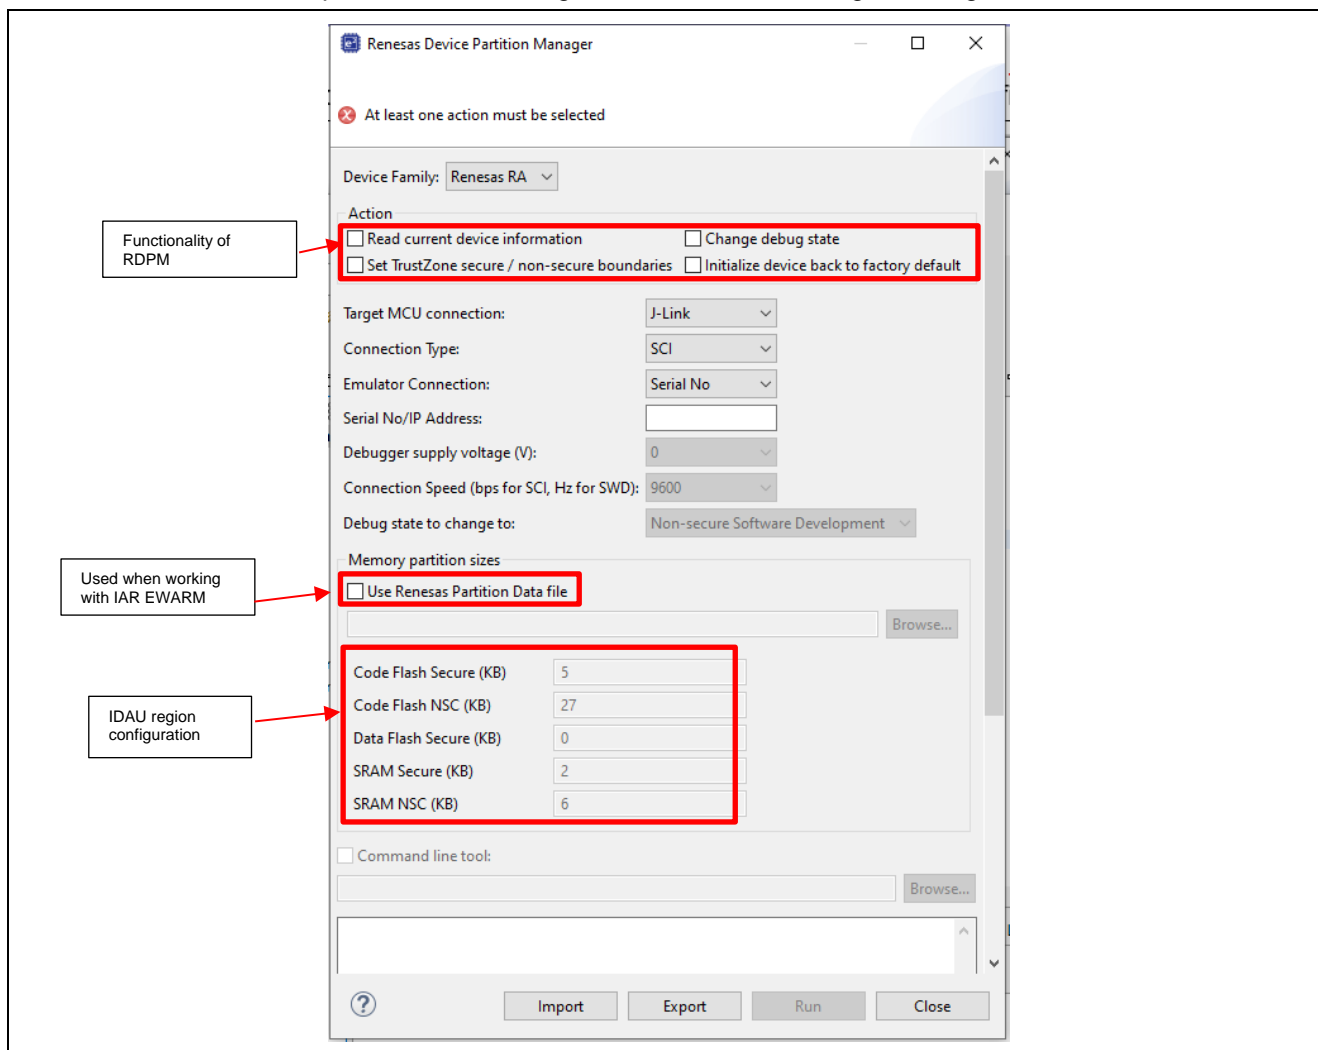 Renesas Device Partition Manager
At least one action must be selected
Device Family: Renesas RA
Action
Functionality of
RDPM
Read current device information Change debug state
Set TrustZone secure / non-secure boundaries Initialize device back to factory default
Target MCU connection: J-Link
Connection Type: SCI
Emulator Connection: Serial No
Serial No/IP Address:
Debugger supply voltage (V): 0
Connection Speed (bps for SCI, Hz for SWD): 9600
Debug state to change to: Non-secure Software Development
Memory partition sizes
Used when working
with IAR EWARM
Use Renesas Partition Data file
Browse...
Code Flash Secure (KB) 5
Code Flash NSC (KB) 27
IDAU region
configuration
Data Flash Secure (KB) 0
SRAM Secure (KB) 2
SRAM NSC (KB) 6
Command line tool:
Browse...
Import Export Run Close